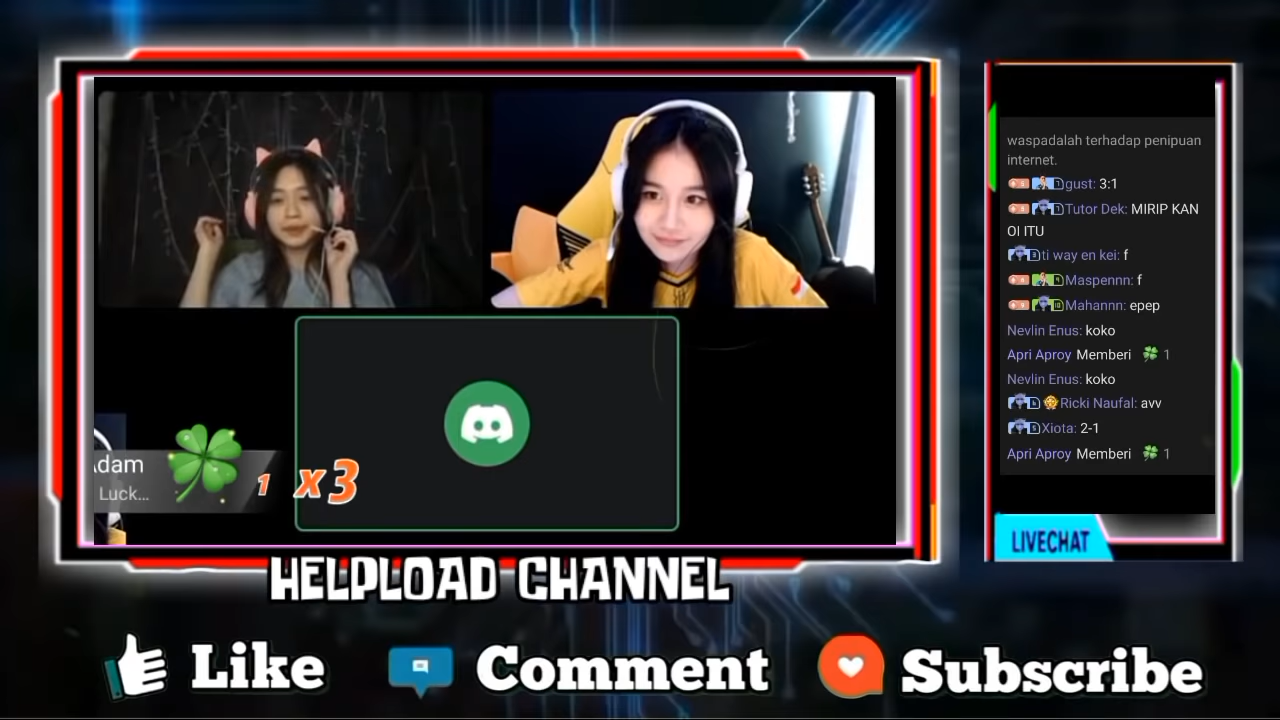 waspadalah terhadap penipuan
internet.
gust: 3:1
Tutor Dek: MIRIP KAN
OI ITU
ti way en kei: f
Maspennn: f
Mahannn: epep
Nevlin Enus: koko
Apri Aproy Memberi 1
Nevlin Enus: koko
Ricki Naufal: avv
Xiota: 2-1
Apri Aproy Memberi 1
LIVECHAT
Adam
Luck...
1 x3
HELPLOAD CHANNEL
Like Comment Subscribe